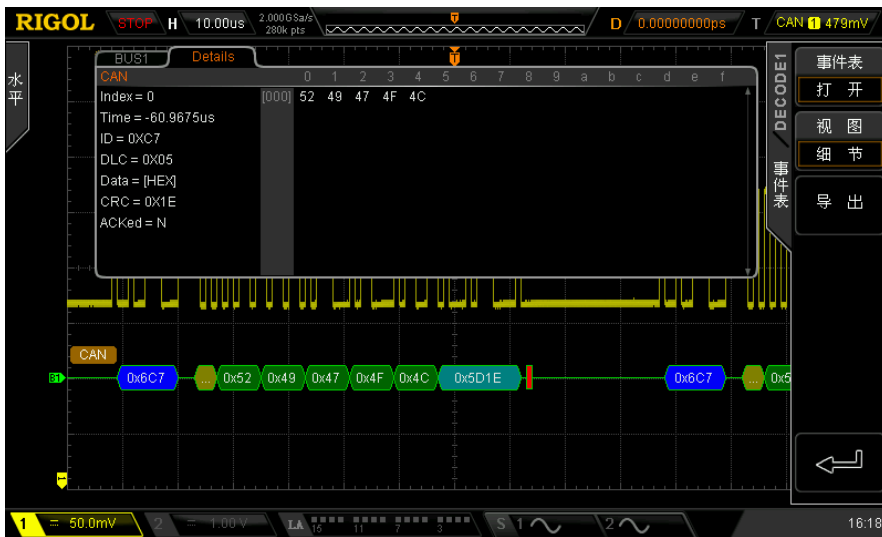 RIGOL STOP H 10.00us 2.000GSa/s 280k pts D 0.00000000ps T CAN 1 479mV
水平
BUS1 Details
CAN 0 1 2 3 4 5 6 7 8 9 a b c d e f
Index = 0 [000] 52 49 47 4F 4C
Time = -60.9675us
ID = 0XC7
DLC = 0X05
Data = [HEX]
CRC = 0X1E
ACKed = N
DECODE1
事件表
事件表
打 开
视 图
细 节
导 出
CAN
B1 0x6C7 ... 0x52 0x49 0x47 0x4F 0x4C 0x5D1E 0x6C7 ... 0x5
1 = 50.0mV 2 = 1.00 V LA 15 11 7 3 S 1 2 16:18